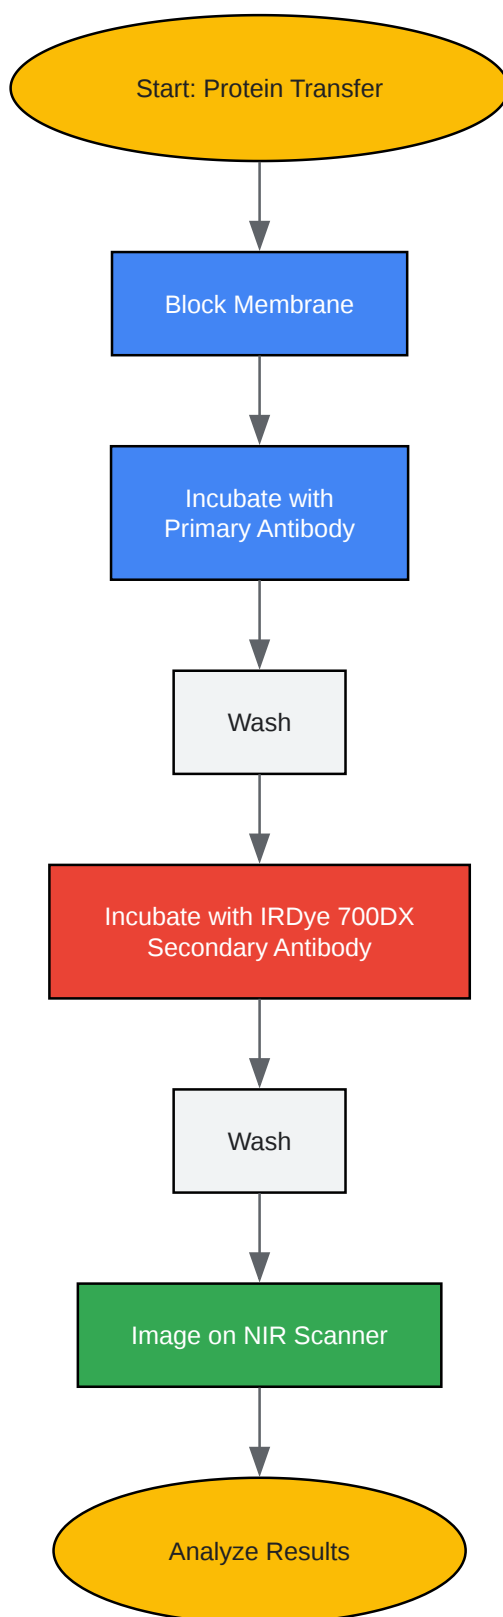 Start: Protein Transfer
Block Membrane
Incubate with
Primary Antibody
Wash
Incubate with IRDye 700DX
Secondary Antibody
Wash
Image on NIR Scanner
Analyze Results